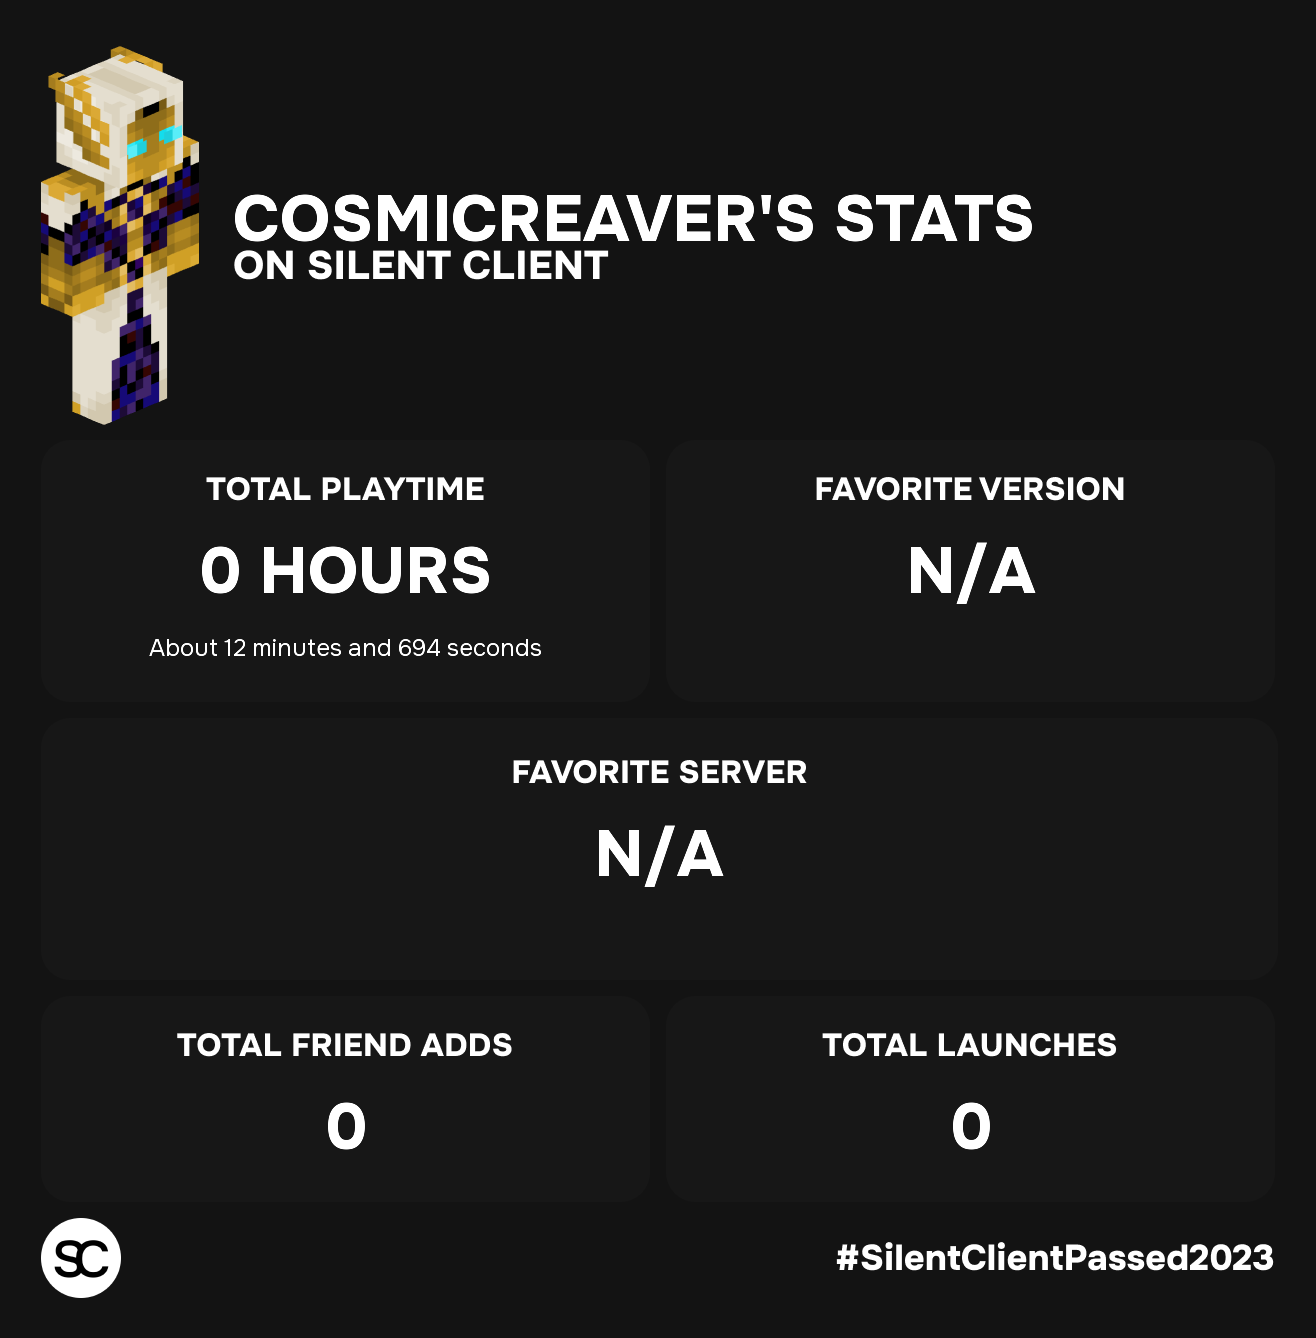 COSMICREAVER'S STATS
ON SILENT CLIENT
TOTAL PLAYTIME
0 HOURS
About 12 minutes and 694 seconds
FAVORITE VERSION
N/A
FAVORITE SERVER
N/A
TOTAL FRIEND ADDS
0
TOTAL LAUNCHES
0
SC
#SilentClientPassed2023